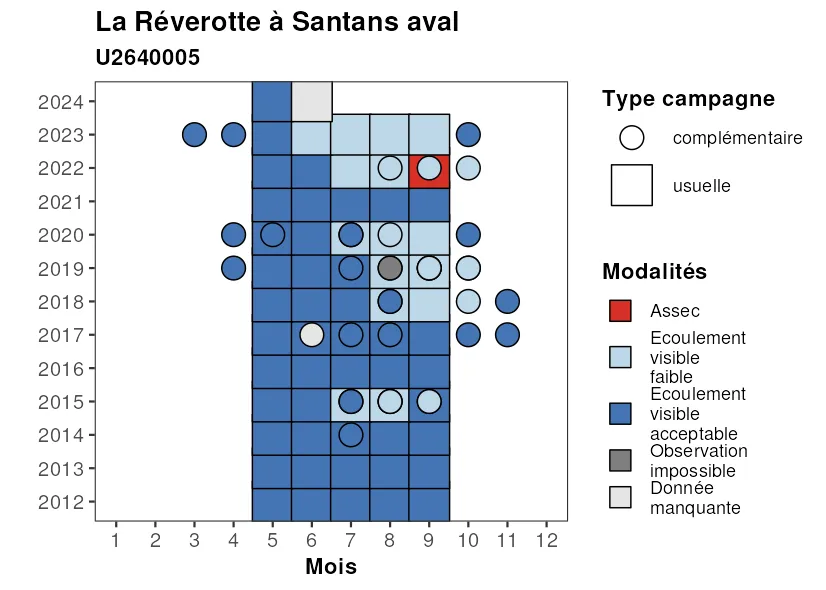 La Réverotte à Santans aval
U2640005
2024
2023
2022
2021
2020
2019
2018
2017
2016
2015
2014
2013
2012
1 2 3 4 5 6 7 8 9 10 11 12
Mois
Type campagne
complémentaire
usuelle
Modalités
Assec
Ecoulement
visible
faible
Ecoulement
visible
acceptable
Observation
impossible
Donnée
manquante